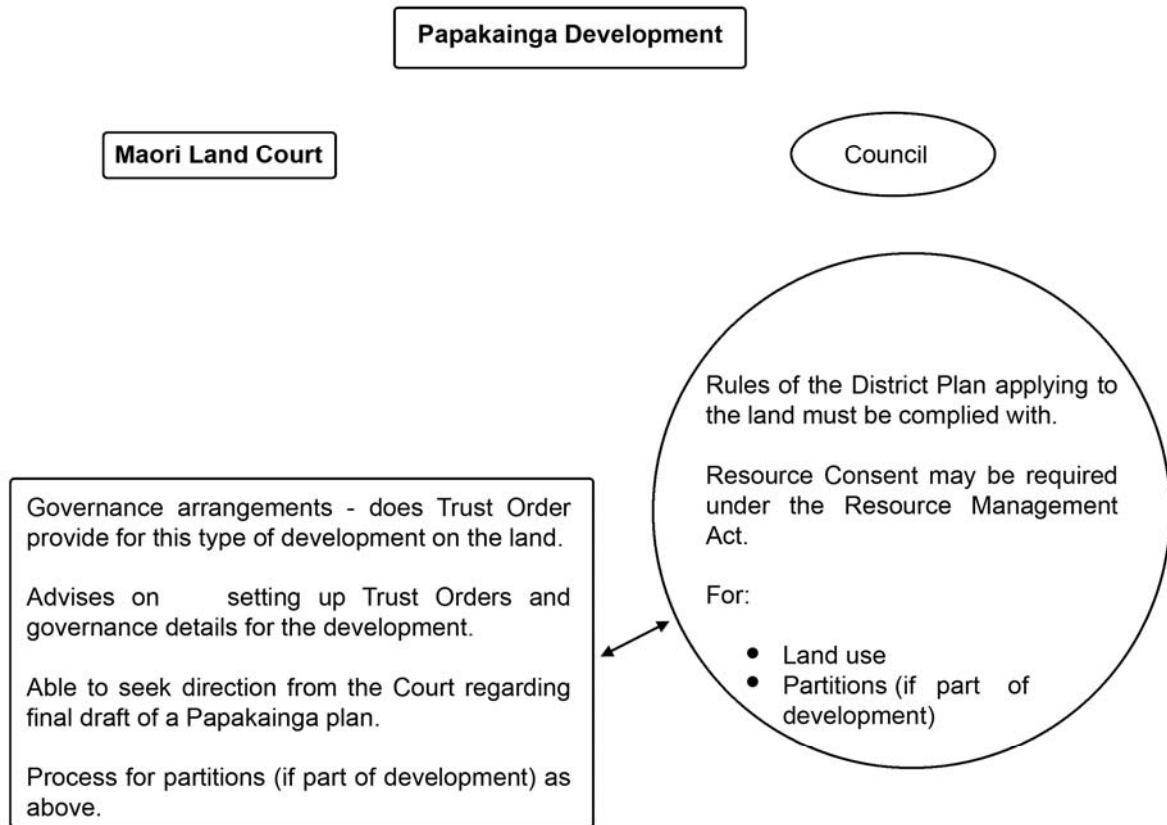 Papakainga Development
Maori Land Court
Council
Governance arrangements - does Trust Order
provide for this type of development on the land.
Advises on setting up Trust Orders and
governance details for the development.
Able to seek direction from the Court regarding
final draft of a Papakainga plan.
Process for partitions (if part of development) as
above.
Rules of the District Plan applying to
the land must be complied with.
Resource Consent may be required
under the Resource Management
Act.
For:
• Land use
• Partitions (if part of
development)